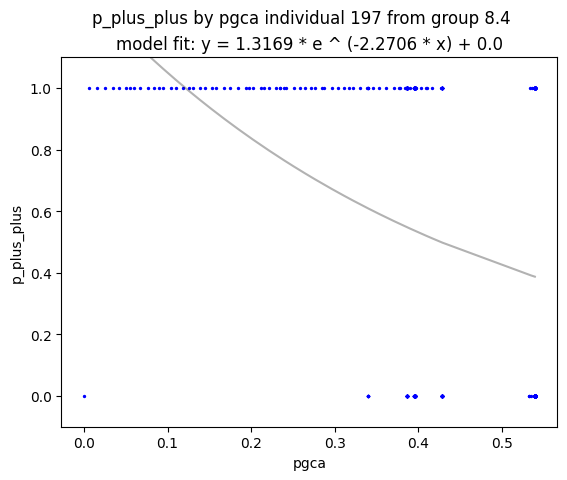 p_plus_plus by pgca individual 197 from group 8.4
model fit: y = 1.3169 * e ^ (-2.2706 * x) + 0.0
1.0
0.8
0.6
0.4
0.2
0.0
p_plus_plus
0.0 0.1 0.2 0.3 0.4 0.5
pgca